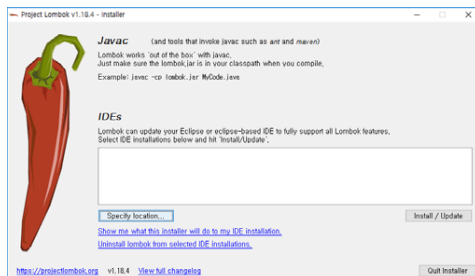 Project Lombok v1.18.4 - Installer
Javac (and tools that invoke javac such as ant and maven)
Lombok works 'out of the box' with javac.
Just make sure the lombok.jar is in your classpath when you compile.
Example: javac -cp lombok.jar MyCode.java
IDEs
Lombok can update your Eclipse or eclipse-based IDE to fully support all Lombok features.
Select IDE installations below and hit 'Install/Update'.
Specify location...
Install / Update
Show me what this installer will do to my IDE installation.
Uninstall lombok from selected IDE installations.
https://projectlombok.org v1.18.4 View full changelog
Quit Installer